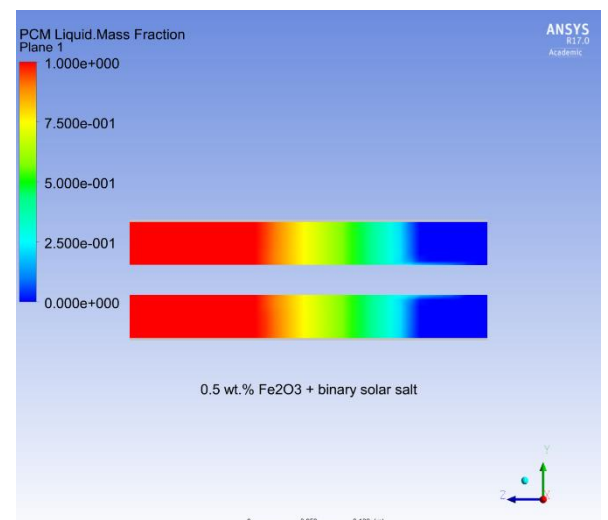 PCM Liquid.Mass Fraction
Plane 1
ANSYS
R17.0
Academic
1.000e+000
7.500e-001
5.000e-001
2.500e-001
0.000e+000
0.5 wt.% Fe2O3 + binary solar salt
Y
Z
X